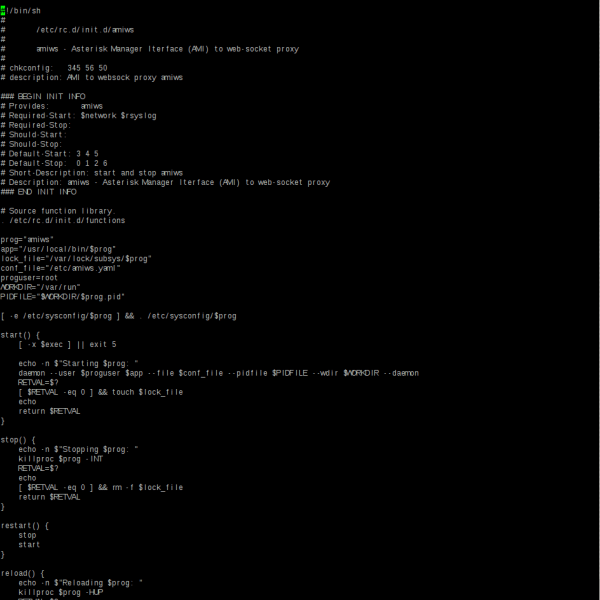 #!/bin/sh
#
#       /etc/rc.d/init.d/amiws
#
#       amiws - Asterisk Manager Iterface (AMI) to web-socket proxy
#
# chkconfig:   345 56 50
# description: AMI to websock proxy amiws

### BEGIN INIT INFO
# Provides:       amiws
# Required-Start: $network $rsyslog
# Required-Stop:
# Should-Start:
# Should-Stop:
# Default-Start: 3 4 5
# Default-Stop:  0 1 2 6
# Short-Description: start and stop amiws
# Description: amiws - Asterisk Manager Iterface (AMI) to web-socket proxy
### END INIT INFO

# Source function library.
. /etc/rc.d/init.d/functions

prog="amiws"
app="/usr/local/bin/$prog"
lock_file="/var/lock/subsys/$prog"
conf_file="/etc/amiws.yaml"
proguser=root
WORKDIR="/var/run"
PIDFILE="$WORKDIR/$prog.pid"

[ -e /etc/sysconfig/$prog ] && . /etc/sysconfig/$prog

start() {
    [ -x $exec ] || exit 5

    echo -n $"Starting $prog: "
    daemon --user $proguser $app --file $conf_file --pidfile $PIDFILE --wdir $WORKDIR --daemon
    RETVAL=$?
    [ $RETVAL -eq 0 ] && touch $lock_file
    echo
    return $RETVAL
}

stop() {
    echo -n $"Stopping $prog: "
    killproc $prog -INT
    RETVAL=$?
    echo
    [ $RETVAL -eq 0 ] && rm -f $lock_file
    return $RETVAL
}

restart() {
    stop
    start
}

reload() {
    echo -n $"Reloading $prog: "
    killproc $prog -HUP
    RETVAL=$?